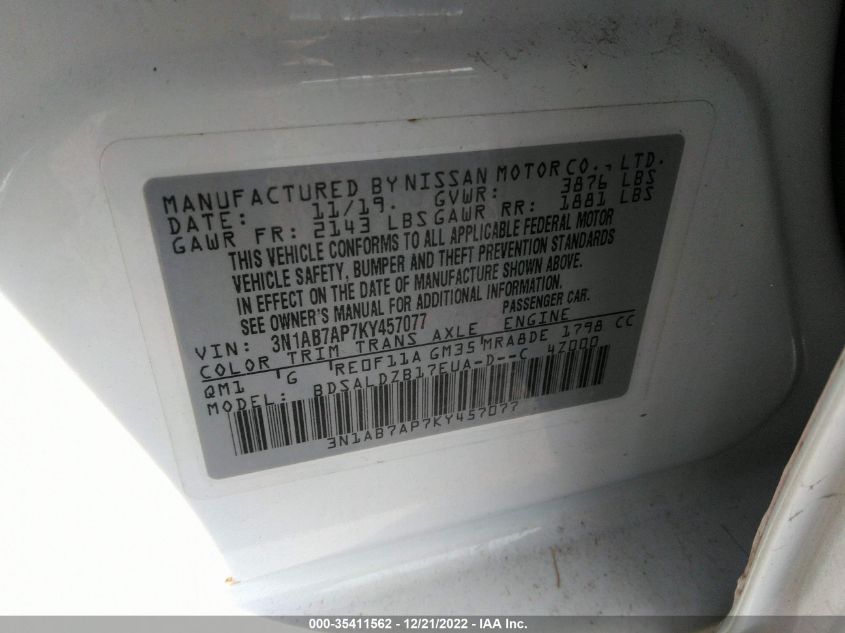 MANUFACTURED BY NISSAN MOTOR CO., LTD.
DATE: 11/19. GVWR: 3876 LBS
GAWR FR: 2143 LBS GAWR RR: 1881 LBS
THIS VEHICLE CONFORMS TO ALL APPLICABLE FEDERAL MOTOR
VEHICLE SAFETY, BUMPER AND THEFT PREVENTION STANDARDS
IN EFFECT ON THE DATE OF MANUFACTURE SHOWN ABOVE.
SEE OWNER'S MANUAL FOR ADDITIONAL INFORMATION.
VIN: 3N1AB7AP7KY457077 PASSENGER CAR.
COLOR TRIM TRANS AXLE ENGINE
QM1 G RE0F11A GM35 MRA8DE 1798 CC
MODEL: BDSALDZB17EUA-D--C 4Z000
3N1AB7AP7KY457077
000-35411562 - 12/21/2022 - IAA Inc.